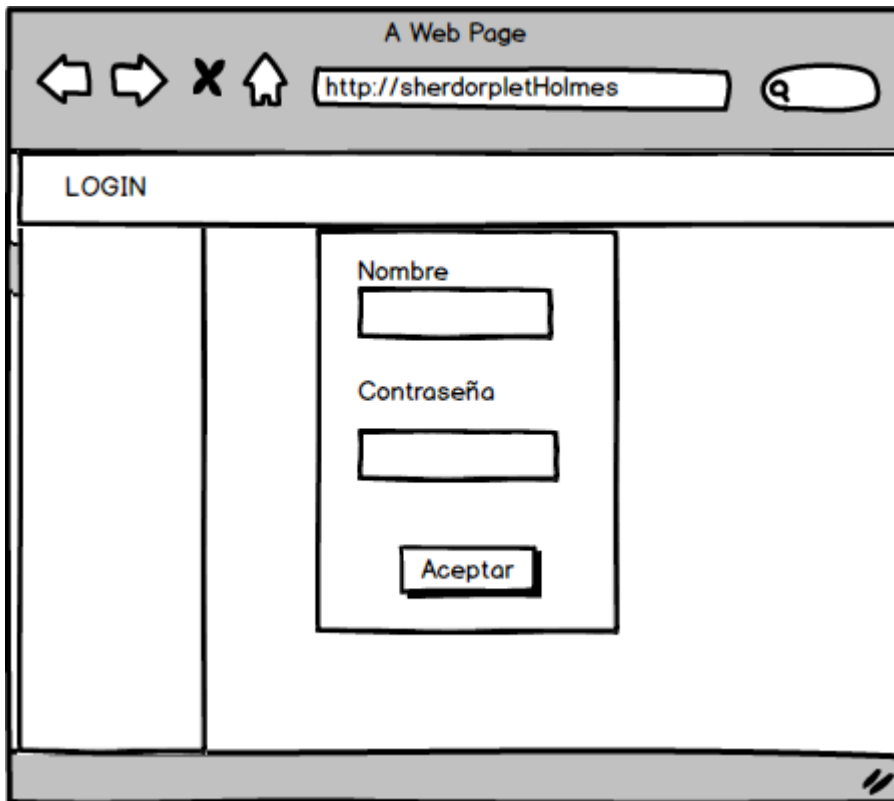 A Web Page
http://sherdorpletHolmes
LOGIN
Nombre
Contraseña
Aceptar